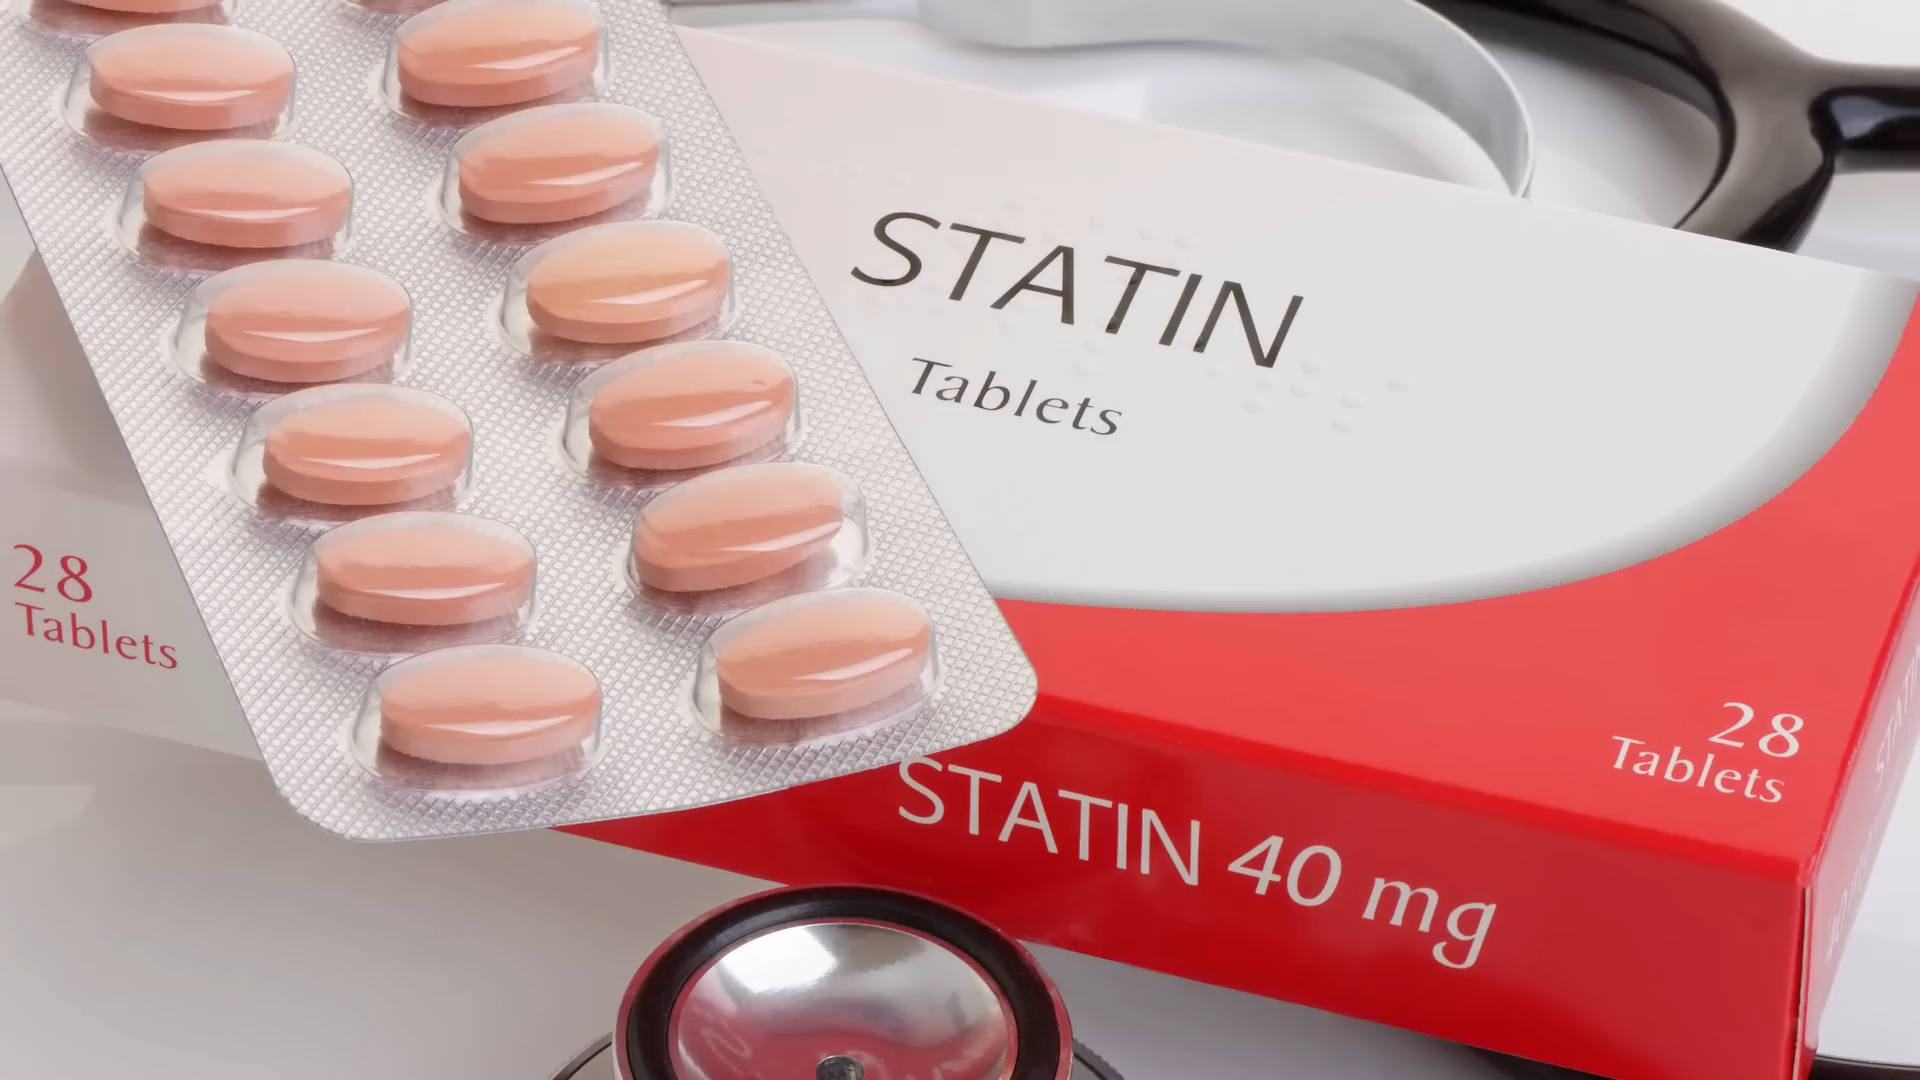 STATIN
Tablets
28
Tablets
28
Tablets
STATIN 40 mg